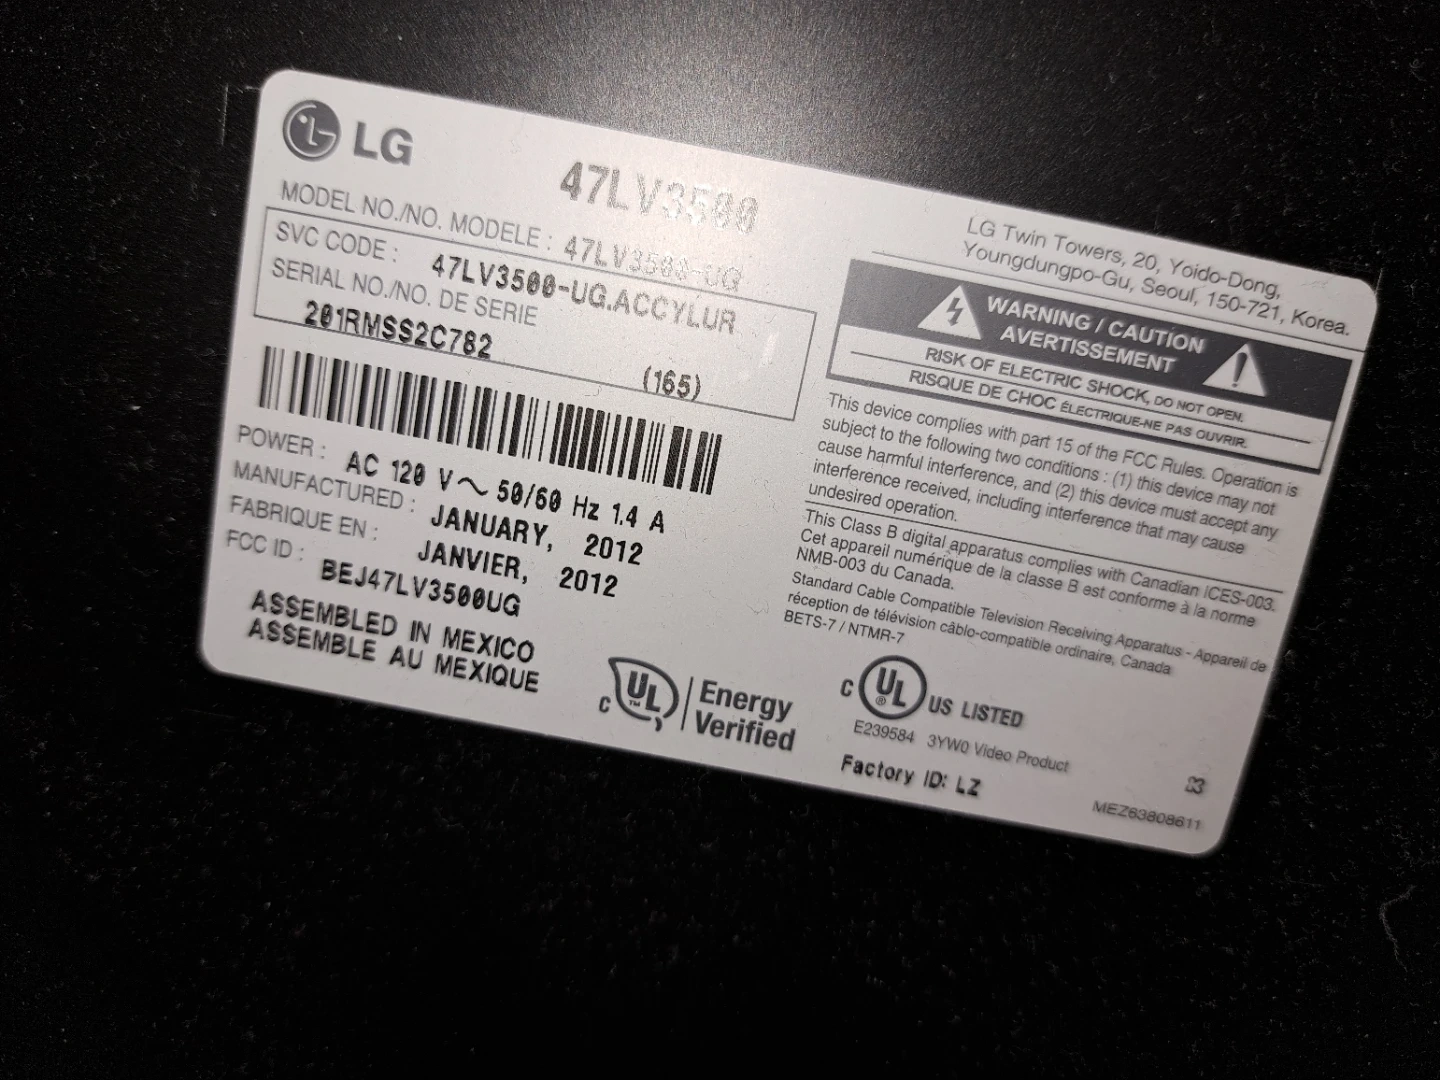 LG
47LV3500
MODEL NO./NO. MODELE : 47LV3500-UG
SVC CODE : 47LV3500-UG.ACCYLUR
SERIAL NO./NO. DE SERIE
201RMSS2C782
(165)
POWER : AC 120 V~ 50/60 Hz 1.4 A
MANUFACTURED : JANUARY, 2012
FABRIQUE EN : JANVIER, 2012
FCC ID : BEJ47LV3500UG
ASSEMBLED IN MEXICO
ASSEMBLE AU MEXIQUE
C UL TM Energy
Verified
LG Twin Towers, 20, Yoido-Dong,
Youngdungpo-Gu, Seoul, 150-721, Korea.
WARNING / CAUTION
AVERTISSEMENT
RISK OF ELECTRIC SHOCK, DO NOT OPEN.
RISQUE DE CHOC ÉLECTRIQUE-NE PAS OUVRIR.
This device complies with part 15 of the FCC Rules. Operation is
subject to the following two conditions : (1) this device may not
cause harmful interference, and (2) this device must accept any
interference received, including interference that may cause
undesired operation.
This Class B digital apparatus complies with Canadian ICES-003.
Cet appareil numérique de la classe B est conforme à la norme
NMB-003 du Canada.
Standard Cable Compatible Television Receiving Apparatus - Appareil de
réception de télévision câblo-compatible ordinaire, Canada
BETS-7 / NTMR-7
C UL ® US LISTED
E239584 3YW0 Video Product
Factory ID: LZ
03
MEZ63808611